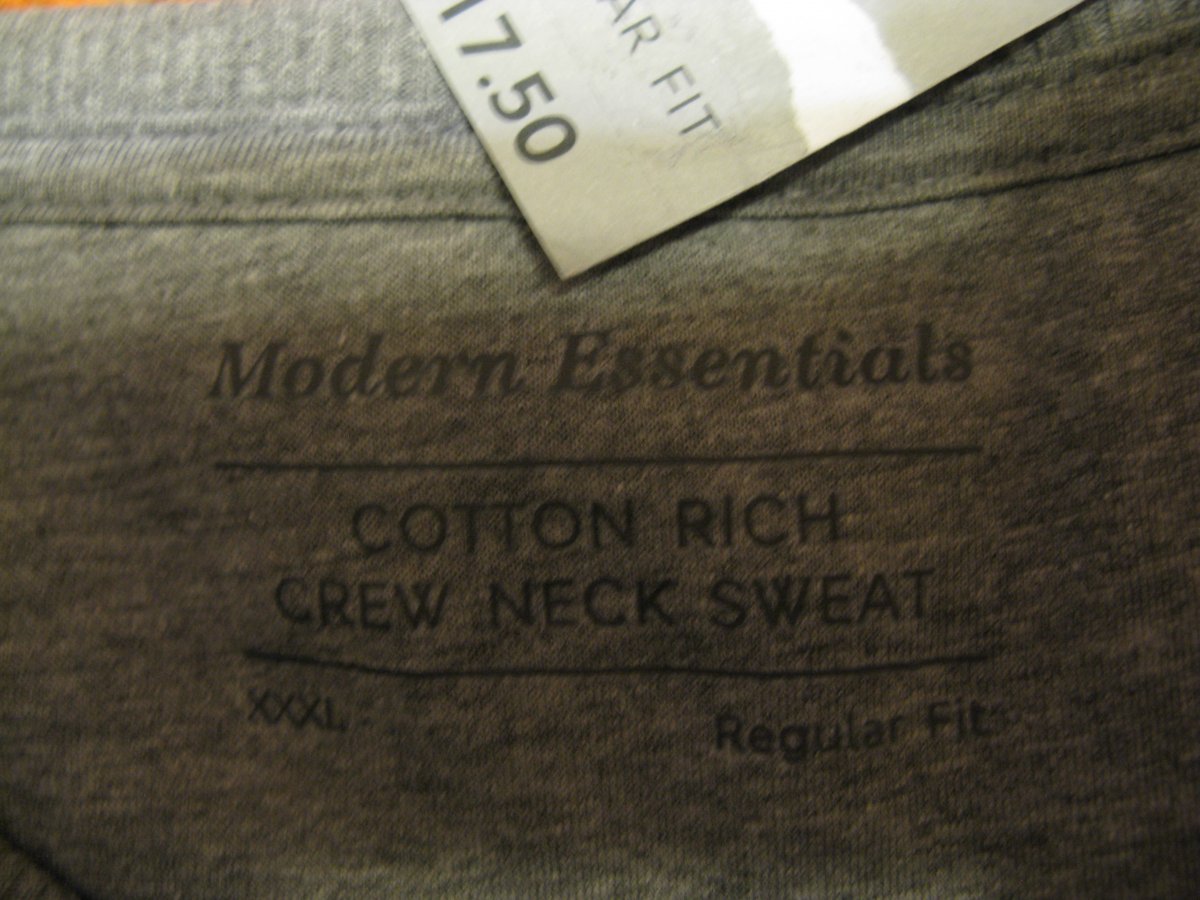 17.50
AR FIT
Modern Essentials
COTTON RICH
CREW NECK SWEAT
XXXL
Regular Fit